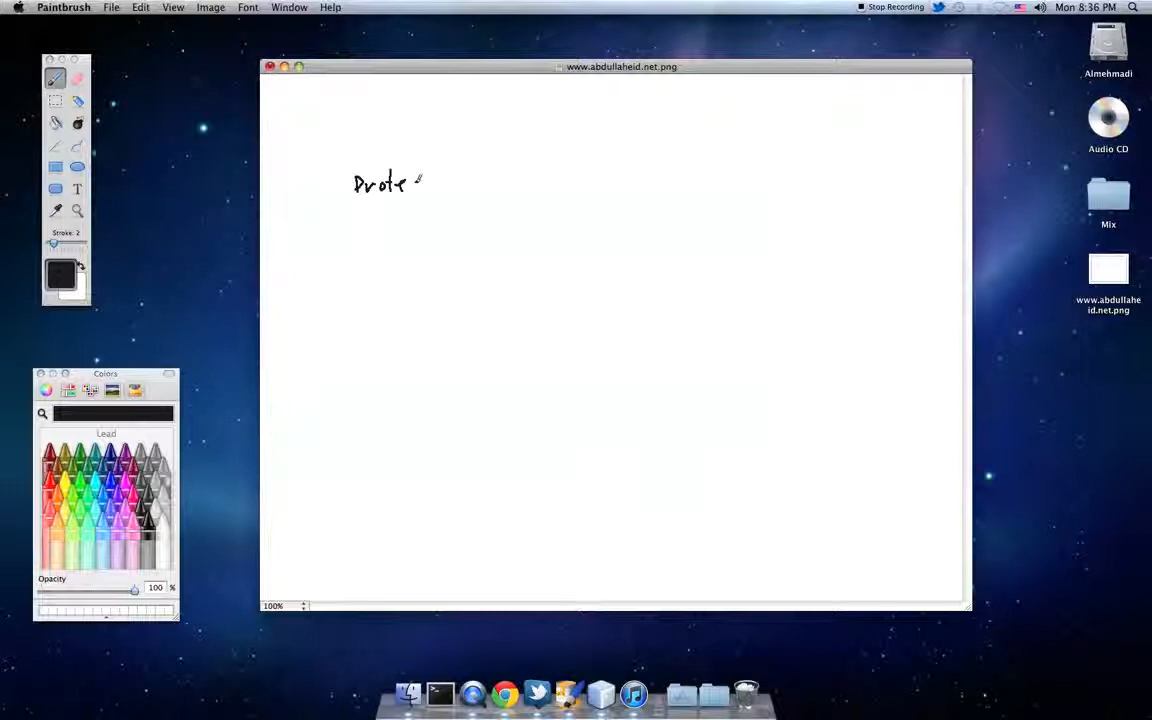 Paintbrush File Edit View Image Font Window Help Stop Recording Mon 8:36 PM
www.abdullaheid.net.png
Almehmadi
Audio CD
Prote
T
Mix
Stroke: 2
www.abdullahe
id.net.png
Colors
Lead
Opacity
100 %
100%